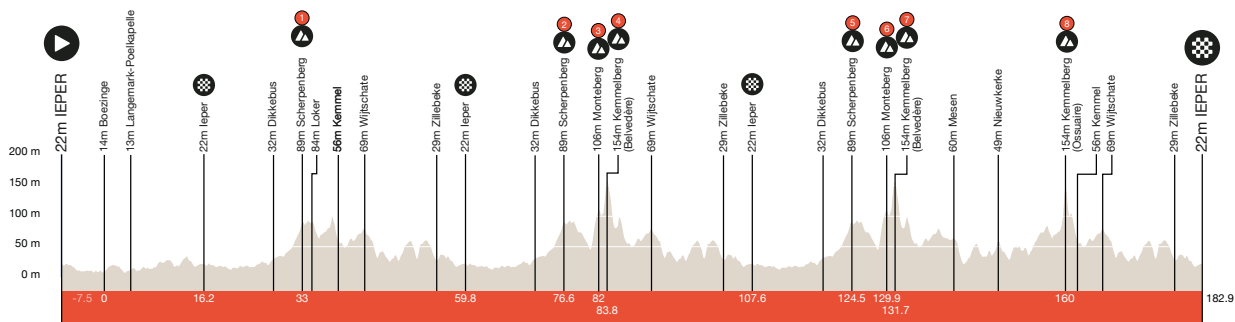 1
2
3
4
5
6
7
8
22m IEPER
14m Boezinge
13m Langemark-Poelkapelle
22m Ieper
32m Dikkebus
89m Scherpenberg
84m Loker
56m Kemmel
69m Wijtschate
29m Zillebeke
22m Ieper
32m Dikkebus
89m Scherpenberg
106m Monteberg
154m Kemmelberg
(Belvedère)
69m Wijtschate
29m Zillebeke
22m Ieper
32m Dikkebus
89m Scherpenberg
106m Monteberg
154m Kemmelberg
(Belvedère)
60m Mesen
49m Nieuwkerke
154m Kemmelberg
(Ossuaire)
56m Kemmel
69m Wijtschate
29m Zillebeke
22m IEPER
200 m
150 m
100 m
50 m
0 m
-7.5 0 16.2 33 59.8 76.6 82 107.6 124.5 129.9 160 182.9
83.8 131.7